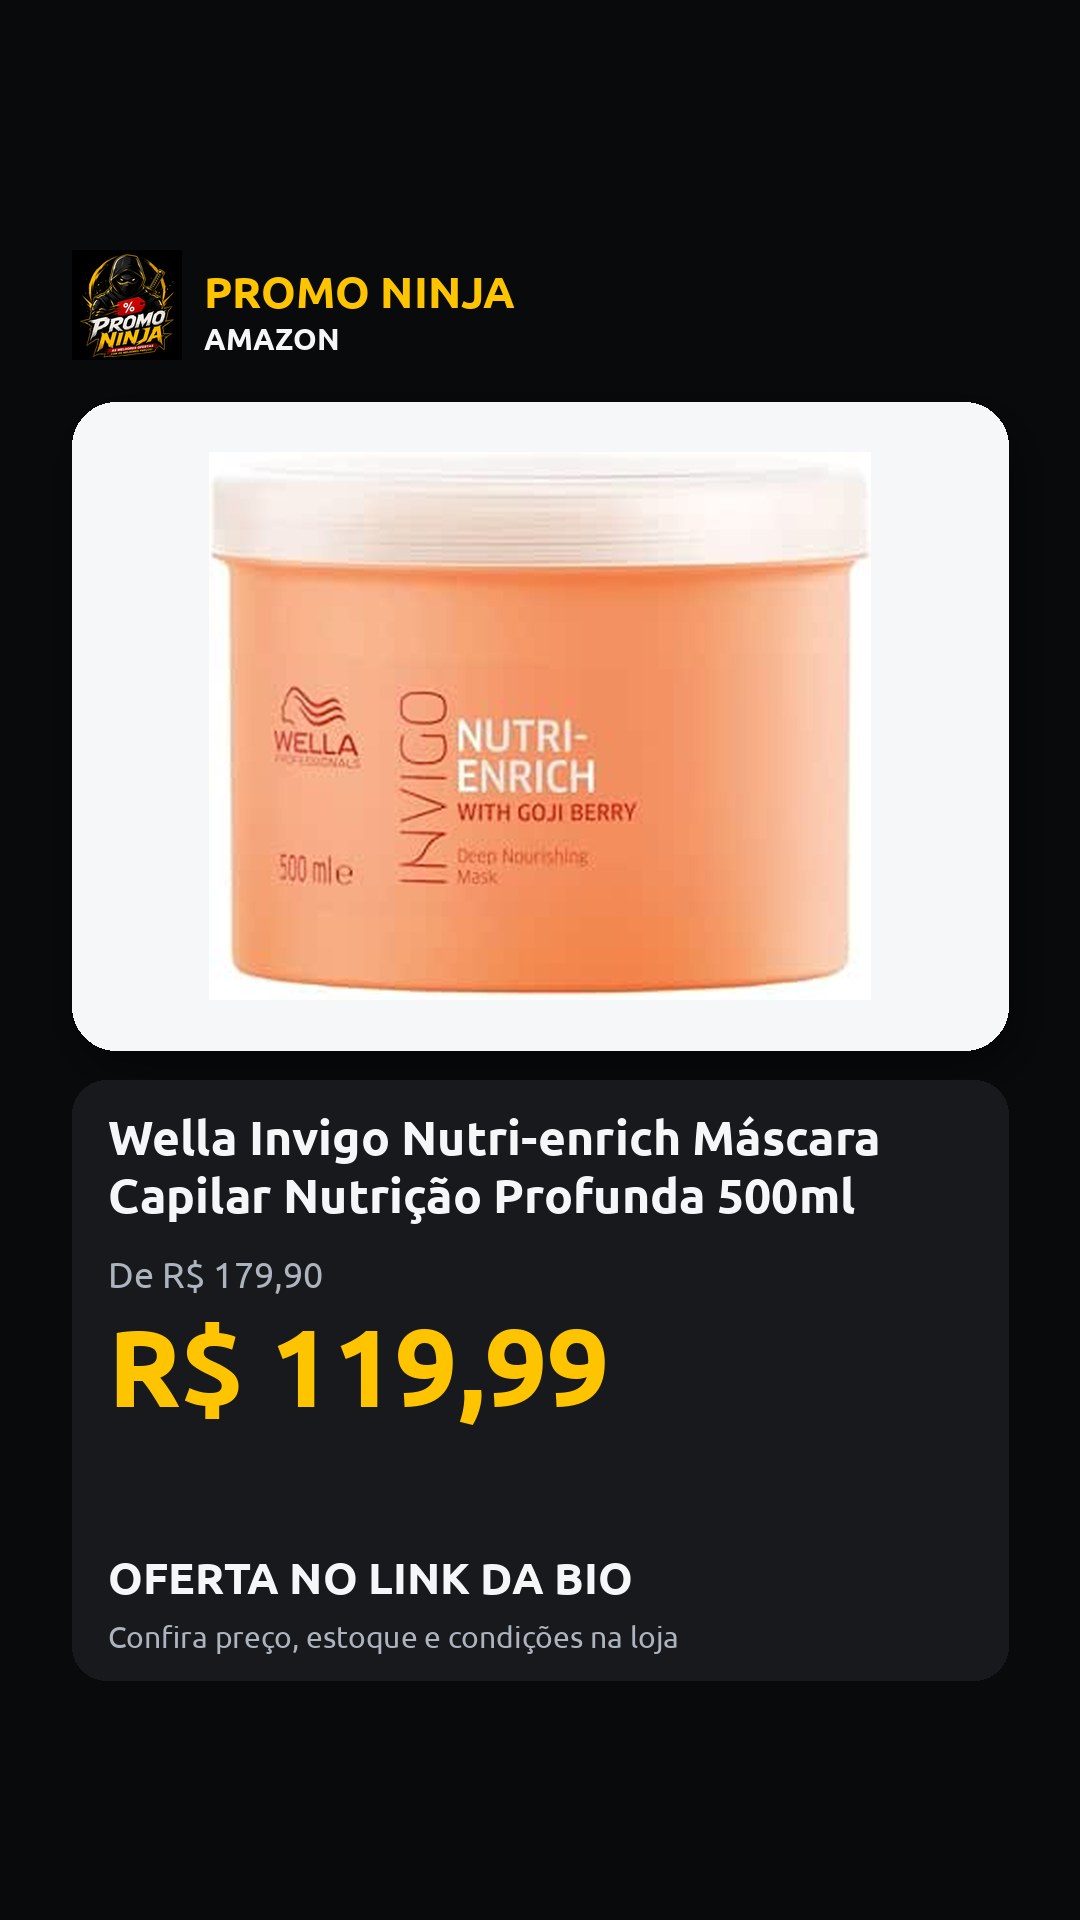 %
PROMO
NINJA
PROMO NINJA
AMAZON
WELLA
PROFESSIONALS
INVIGO
NUTRI-
ENRICH
WITH GOJI BERRY
Deep Nourishing
Mask
500 ml e
Wella Invigo Nutri-enrich Máscara
Capilar Nutrição Profunda 500ml
De R$ 179,90
R$ 119,99
OFERTA NO LINK DA BIO
Confira preço, estoque e condições na loja